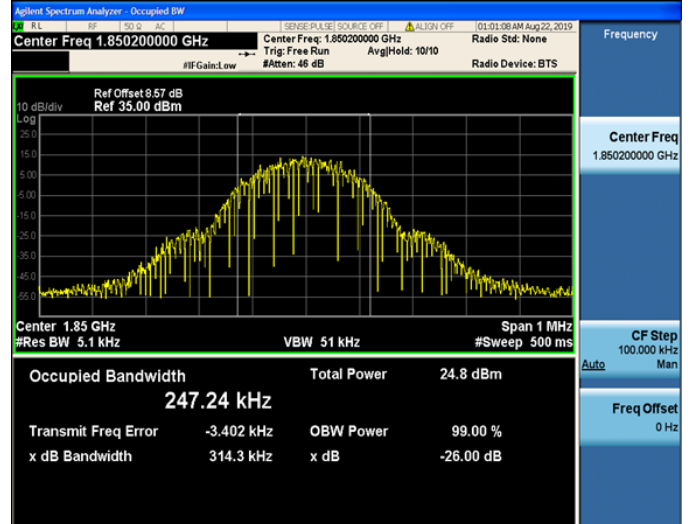 Agilent Spectrum Analyzer - Occupied BW
RL RF 50 Ω AC SENSE:PULSE SOURCE OFF ALIGN OFF 01:01:08 AM Aug 22, 2019
Center Freq 1.850200000 GHz Center Freq: 1.850200000 GHz Radio Std: None
Trig: Free Run Avg|Hold: 10/10
#IFGain:Low #Atten: 46 dB Radio Device: BTS
Frequency
Ref Offset 8.57 dB
10 dB/div Ref 35.00 dBm
Log
25.0
15.0
5.00
-5.00
-15.0
-25.0
-35.0
-45.0
-55.0
Center Freq
1.850200000 GHz
Center 1.85 GHz Span 1 MHz
#Res BW 5.1 kHz VBW 51 kHz #Sweep 500 ms
CF Step
100.000 kHz
Auto Man
Occupied Bandwidth Total Power 24.8 dBm
247.24 kHz
Transmit Freq Error -3.402 kHz OBW Power 99.00 %
x dB Bandwidth 314.3 kHz x dB -26.00 dB
Freq Offset
0 Hz